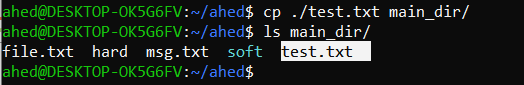 ahed@DESKTOP-OK5G6FV:~/ahed$ cp ./test.txt main_dir/
ahed@DESKTOP-OK5G6FV:~/ahed$ ls main_dir/
file.txt  hard  msg.txt  soft  test.txt
ahed@DESKTOP-OK5G6FV:~/ahed$